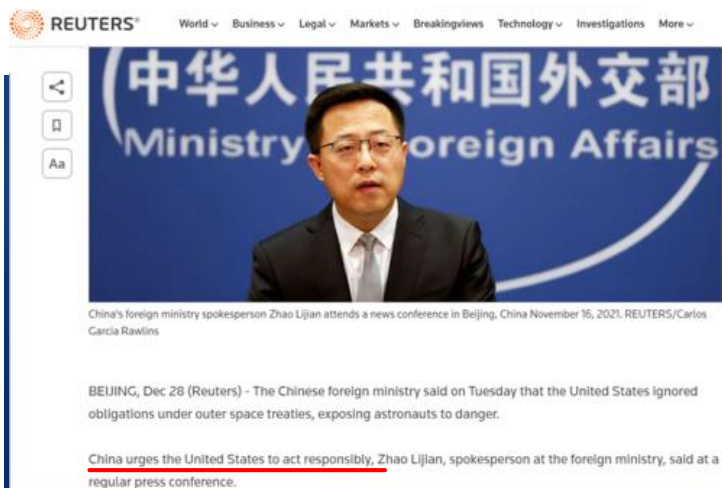 REUTERS®
World Business Legal Markets Breakingviews Technology Investigations More
中华人民共和国外交部
Ministry oreign Affairs
Aa
China's foreign ministry spokesperson Zhao Lijian attends a news conference in Beijing, China November 16, 2021. REUTERS/Carlos
Garcia Rawlins
BEIJING, Dec 28 (Reuters) - The Chinese foreign ministry said on Tuesday that the United States ignored
obligations under outer space treaties, exposing astronauts to danger.
China urges the United States to act responsibly, Zhao Lijian, spokesperson at the foreign ministry, said at a
regular press conference.